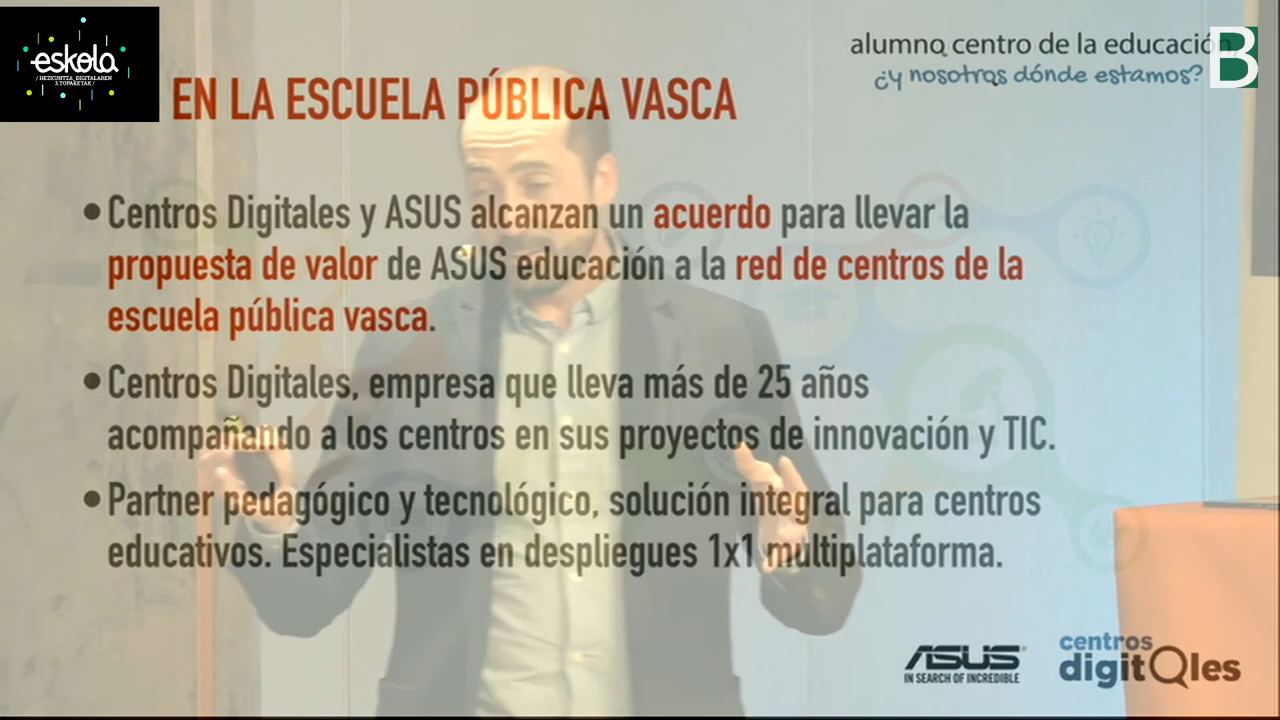 eskola
/ HEZKUNTZA DIGITALAREN
3. TOPAKETAK /
alumno centro de la educación,
¿y nosotros dónde estamos?
B
EN LA ESCUELA PÚBLICA VASCA
• Centros Digitales y ASUS alcanzan un acuerdo para llevar la
propuesta de valor de ASUS educación a la red de centros de la
escuela pública vasca.
• Centros Digitales, empresa que lleva más de 25 años
acompañando a los centros en sus proyectos de innovación y TIC.
• Partner pedagógico y tecnológico, solución integral para centros
educativos. Especialistas en despliegues 1x1 multiplataforma.
ASUS
IN SEARCH OF INCREDIBLE
centros
digitales